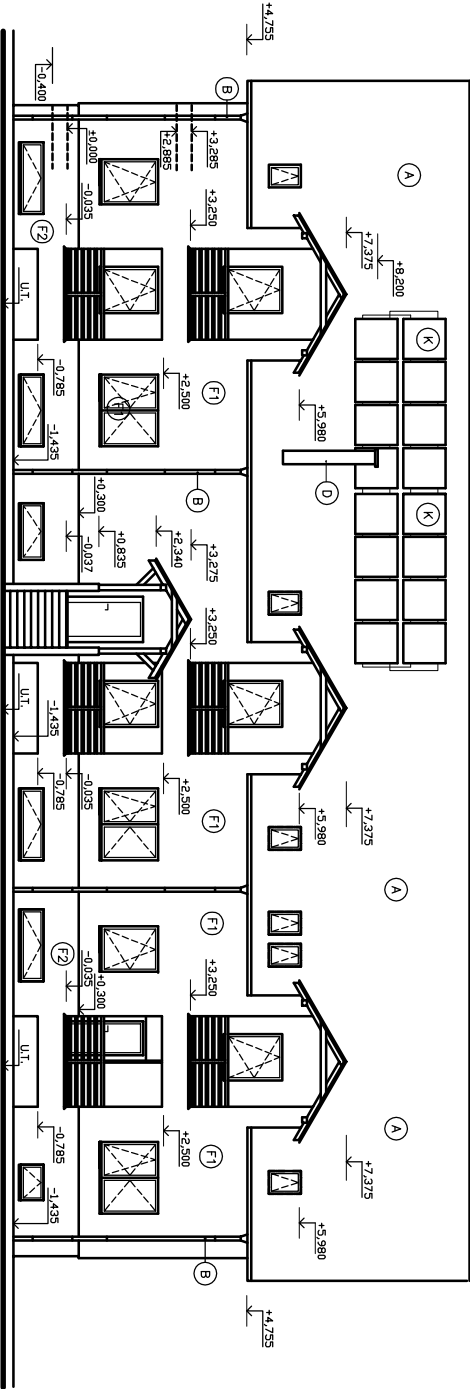 K
K
A
+8,200
A
A
+7,375
+7,375
+7,375
D
+5,980
+5,980
+5,980
+4,755
+4,755
B
F1
F1
F1
F1
+3,285
+3,250
+3,275
+3,250
+3,250
B
B
+2,500
+2,500
+2,500
+2,340
+2,885
F1
+0,835
+0,300
+0,300
+0,000
-0,035
-0,037
-0,035
-0,035
-0,400
F2
-0,785
-0,785
-0,785
-1,435
-1,435
-1,435
F2
U.T.
U.T.
U.T.